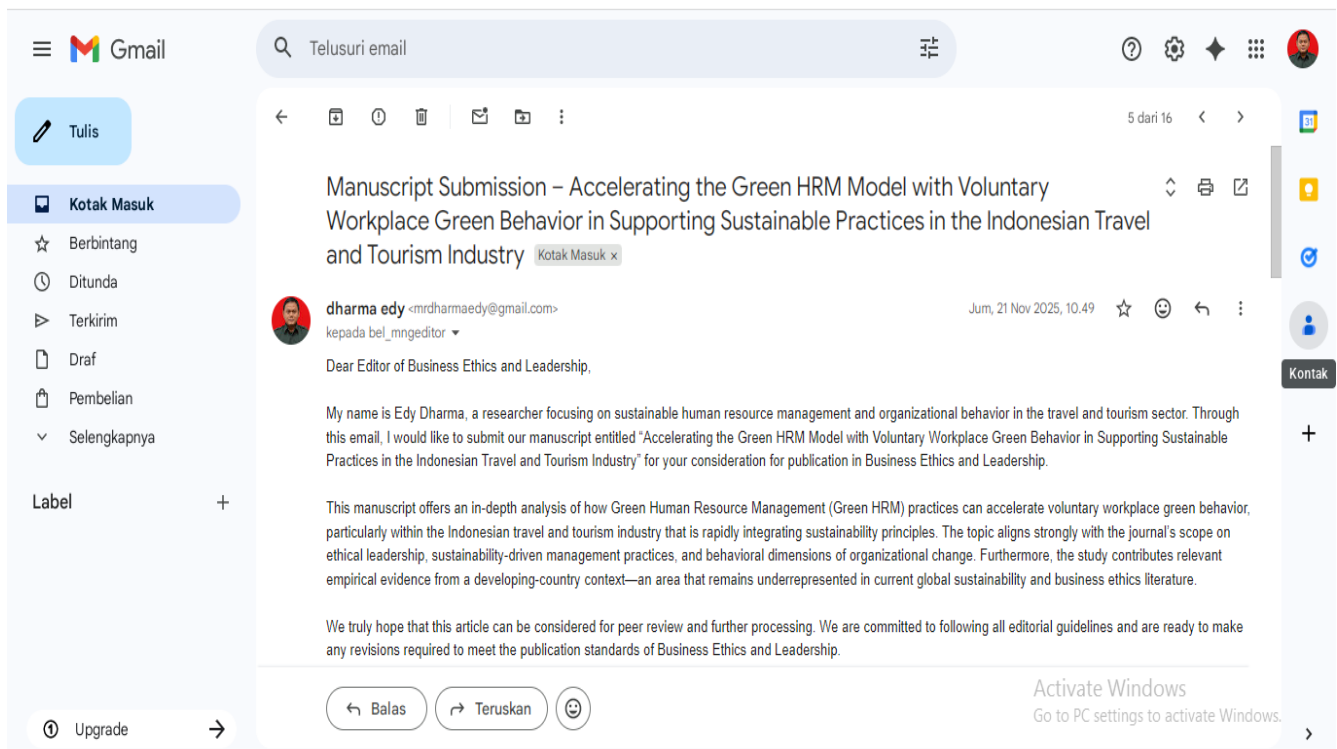 Gmail
Telusuri email
Tulis
5 dari 16
31
Kotak Masuk
Berbintang
Ditunda
Terkirim
Draf
Pembelian
Selengkapnya
Label
Upgrade
Manuscript Submission – Accelerating the Green HRM Model with Voluntary
Workplace Green Behavior in Supporting Sustainable Practices in the Indonesian Travel
and Tourism Industry Kotak Masuk ×
dharma edy <mrdharmaedy@gmail.com>
Jum, 21 Nov 2025, 10.49
kepada bel_mngeditor
Kontak
Dear Editor of Business Ethics and Leadership,
My name is Edy Dharma, a researcher focusing on sustainable human resource management and organizational behavior in the travel and tourism sector. Through
this email, I would like to submit our manuscript entitled “Accelerating the Green HRM Model with Voluntary Workplace Green Behavior in Supporting Sustainable
Practices in the Indonesian Travel and Tourism Industry” for your consideration for publication in Business Ethics and Leadership.
This manuscript offers an in-depth analysis of how Green Human Resource Management (Green HRM) practices can accelerate voluntary workplace green behavior,
particularly within the Indonesian travel and tourism industry that is rapidly integrating sustainability principles. The topic aligns strongly with the journal’s scope on
ethical leadership, sustainability-driven management practices, and behavioral dimensions of organizational change. Furthermore, the study contributes relevant
empirical evidence from a developing-country context—an area that remains underrepresented in current global sustainability and business ethics literature.
We truly hope that this article can be considered for peer review and further processing. We are committed to following all editorial guidelines and are ready to make
any revisions required to meet the publication standards of Business Ethics and Leadership.
Balas
Teruskan
Activate Windows
Go to PC settings to activate Windows.